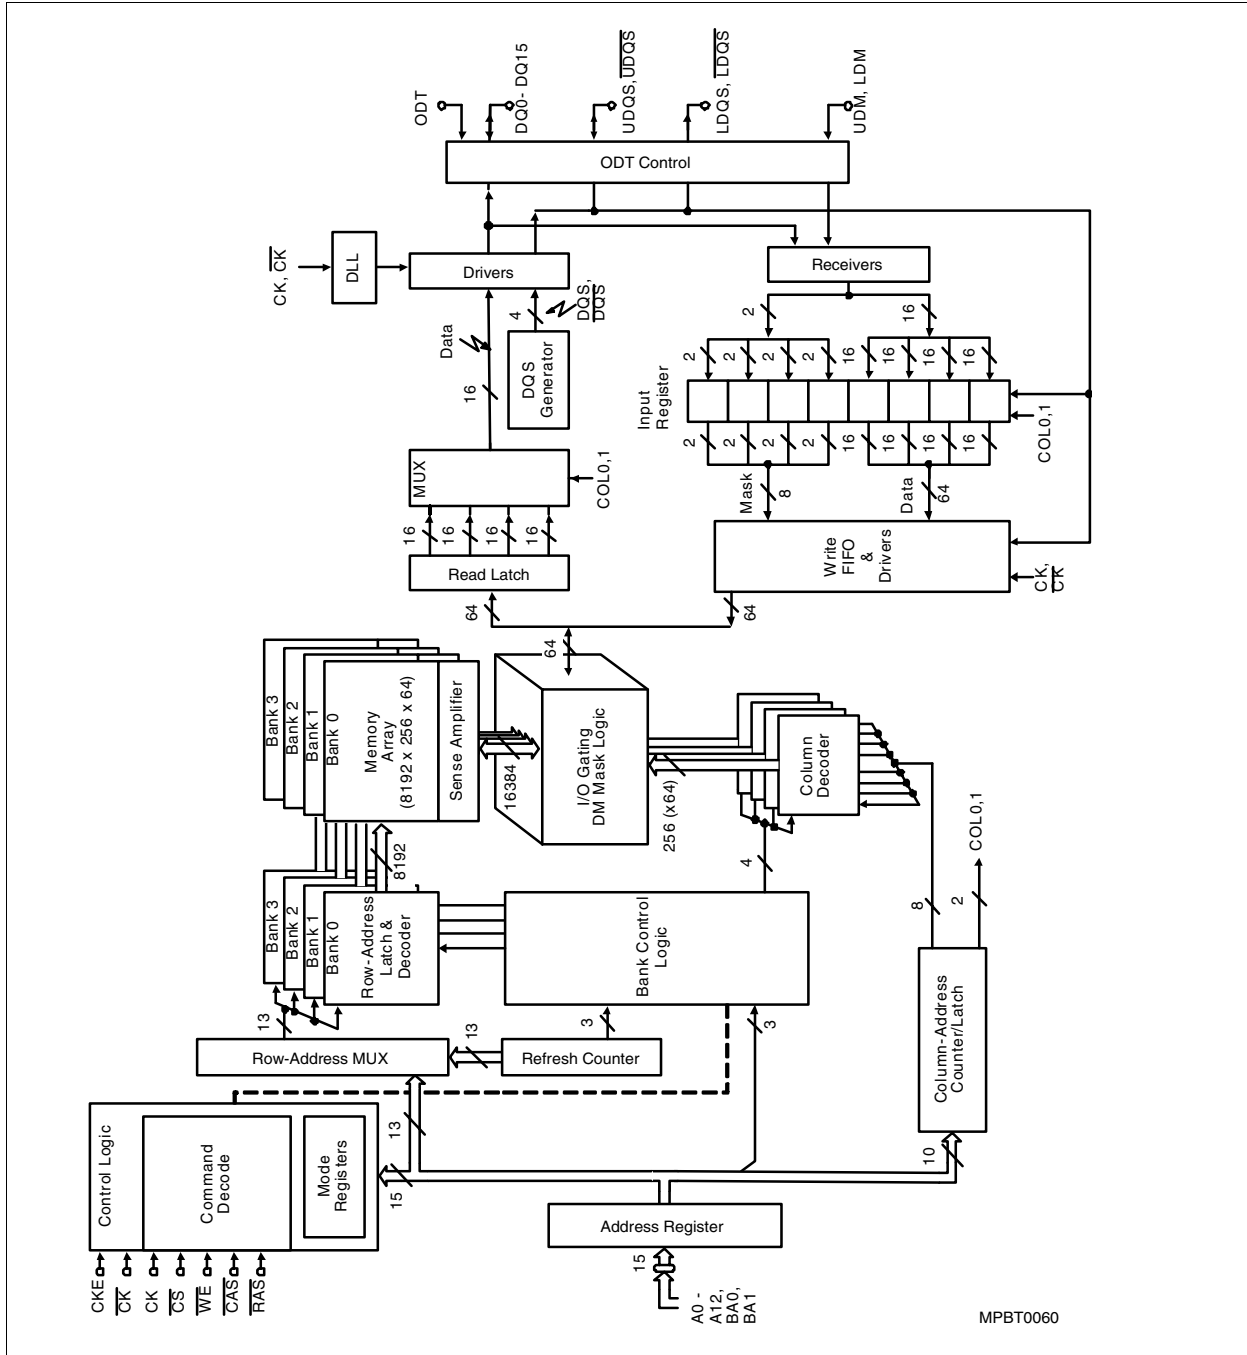 ODT
DQ0- DQ15
UDQS, UDQS
LDQS, LDQS
UDM, LDM
ODT Control
CK, CK
DLL
Drivers
Receivers
4
DQS,
DQS
Data
16
DQS
Generator
2
16
2
2
2
2
16
16
16
16
Input
Register
COL0,1
2
2
2
2
16
16
16
16
MUX
COL0,1
Mask
8
Data
64
16
16
16
16
Read Latch
Write
FIFO
&
Drivers
CK,
CK
64
64
64
Bank 3
Bank 2
Bank 1
Bank 0
Memory
Array
(8192 x 256 x 64)
Sense Amplifier
16384
I/O Gating
DM Mask Logic
256 (x64)
Column
Decoder
8192
4
COL0,1
8
2
Bank 3
Bank 2
Bank 1
Bank 0
Row-Address
Latch &
Decoder
Bank Control
Logic
13
13
3
3
Row-Address MUX
Refresh Counter
Column-Address
Counter/Latch
Control Logic
Command
Decode
Mode
Registers
13
15
10
Address Register
CKE
CK
CK
CS
WE
CAS
RAS
15
A0 -
A12,
BA0,
BA1
MPBT0060